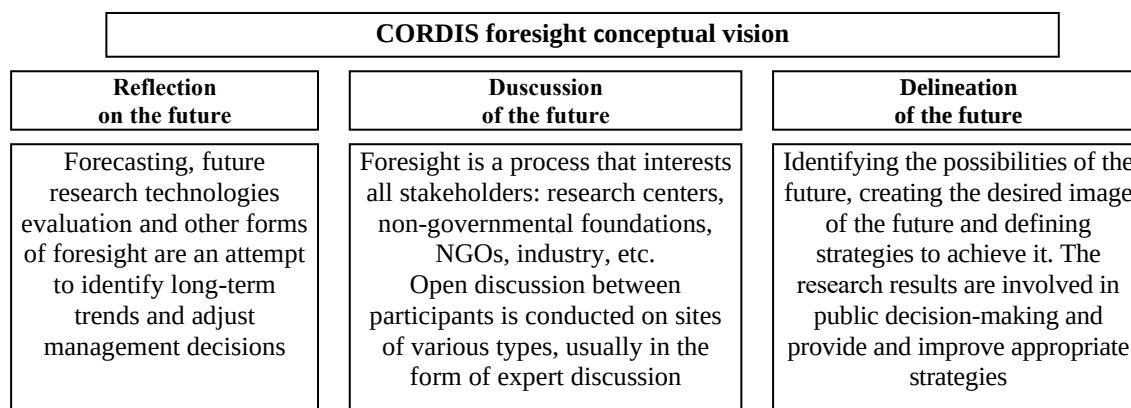 CORDIS foresight conceptual vision
Reflection
on the future
Duscussion
of the future
Delineation
of the future
Forecasting, future
research technologies
evaluation and other forms
of foresight are an attempt
to identify long-term
trends and adjust
management decisions
Foresight is a process that interests
all stakeholders: research centers,
non-governmental foundations,
NGOs, industry, etc.
Open discussion between
participants is conducted on sites
of various types, usually in the
form of expert discussion
Identifying the possibilities of the
future, creating the desired image
of the future and defining
strategies to achieve it. The
research results are involved in
public decision-making and
provide and improve appropriate
strategies